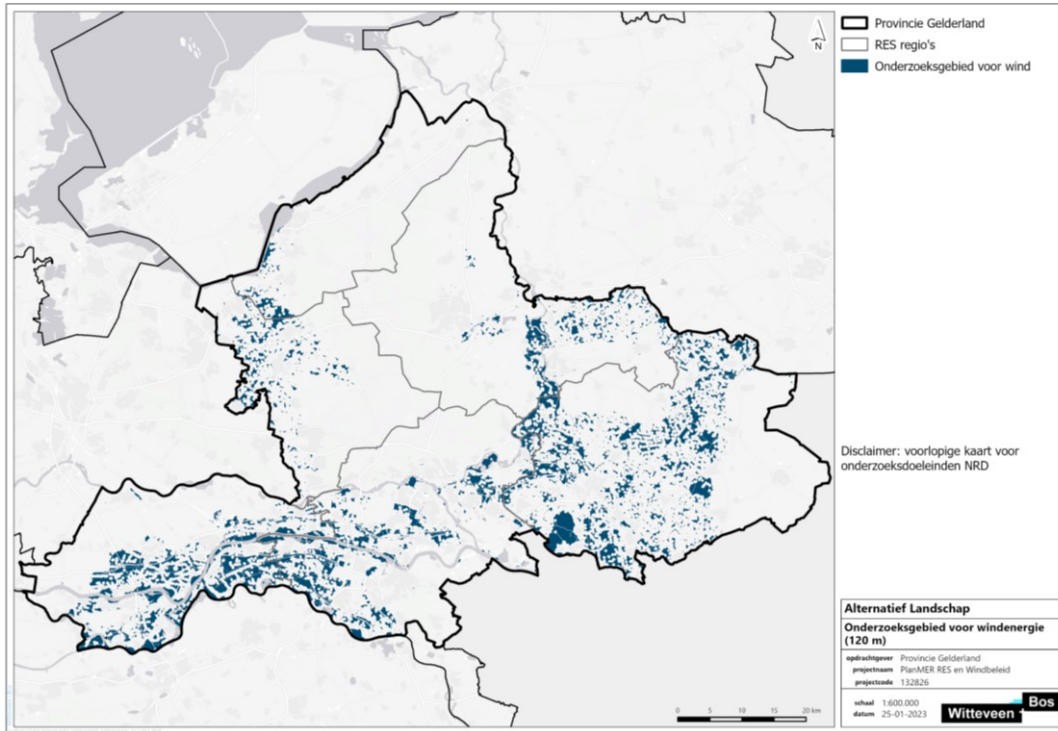 N
Provincie Gelderland
RES regio's
Onderzoeksgebied voor wind
Disclaimer: voorlopige kaart voor
onderzoeksdoeleinden NRD
Alternatief Landschap
Onderzoeksgebied voor windenergie
(120 m)
opdrachtgever Provincie Gelderland
projectnaam PlanMER RES en Windbeleid
projectcode 132826
schaal 1:600.000
datum 25-01-2023
Witteveen + Bos
0 5 10 20 km